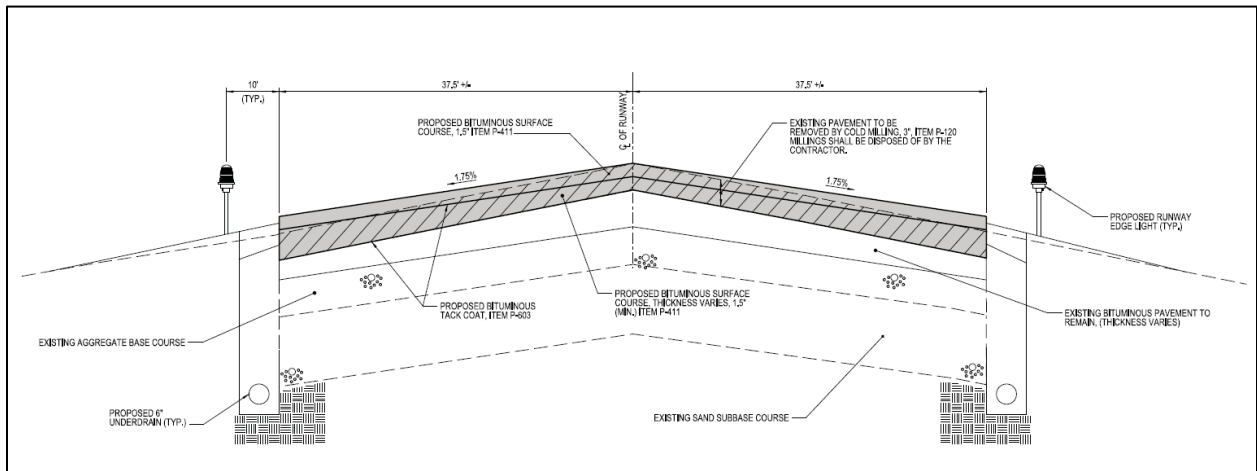 10'
(TYP.)
37.5' +/-
37.5' +/-
℄ OF RUNWAY
PROPOSED BITUMINOUS SURFACE
COURSE, 1.5" ITEM P-411
EXISTING PAVEMENT TO BE
REMOVED BY COLD MILLING, 3", ITEM P-120
MILLINGS SHALL BE DISPOSED OF BY THE
CONTRACTOR.
1.75%
1.75%
PROPOSED RUNWAY
EDGE LIGHT (TYP.)
PROPOSED BITUMINOUS
TACK COAT, ITEM P-603
PROPOSED BITUMINOUS SURFACE
COURSE, THICKNESS VARIES, 1.5"
(MIN.) ITEM P-411
EXISTING BITUMINOUS PAVEMENT TO
REMAIN, (THICKNESS VARIES)
EXISTING AGGREGATE BASE COURSE
PROPOSED 6"
UNDERDRAIN (TYP.)
EXISTING SAND SUBBASE COURSE